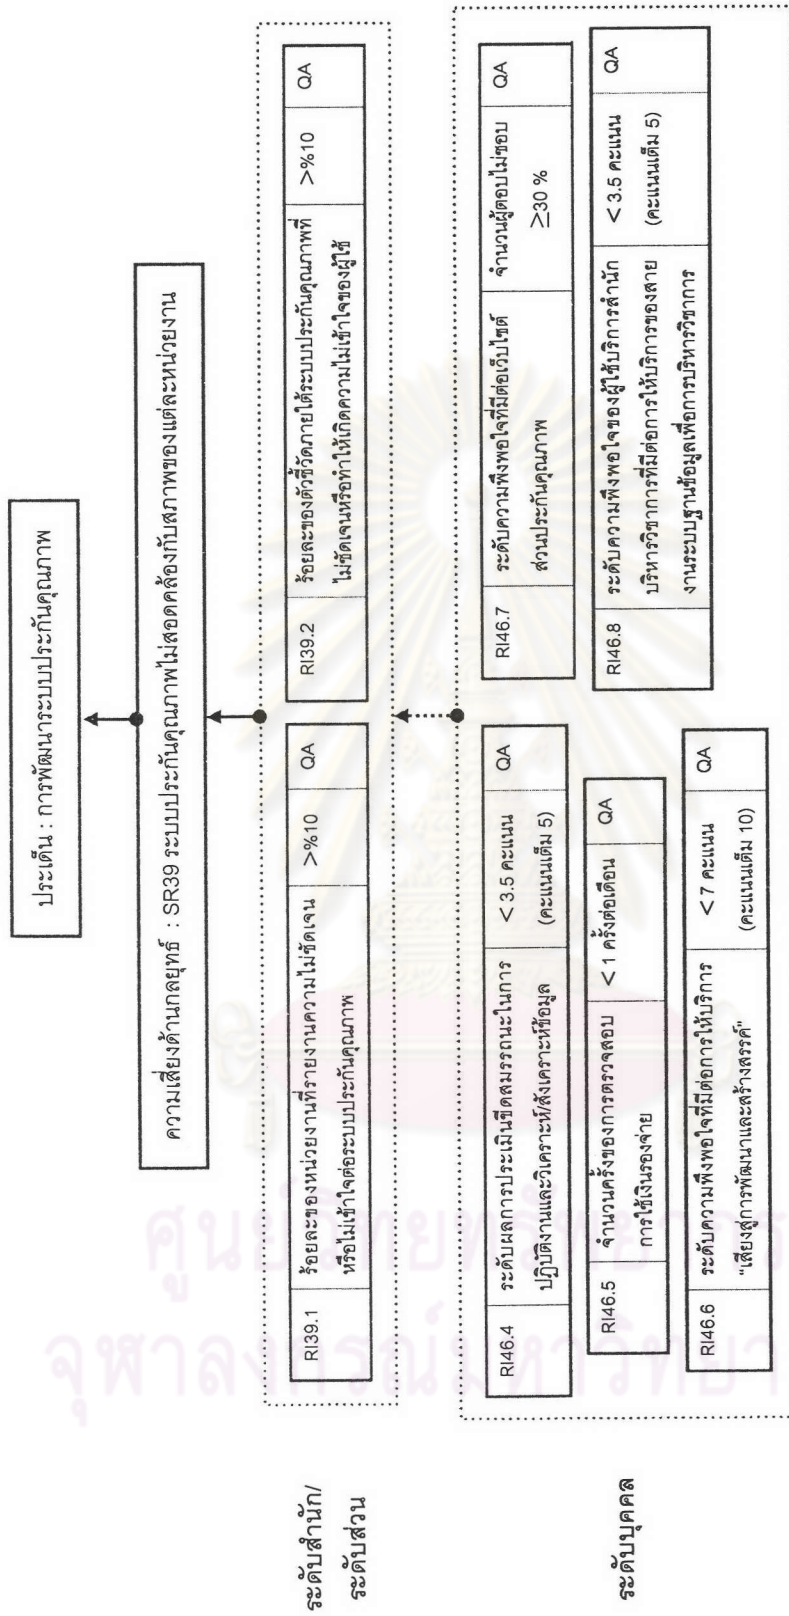 ประเด็น : การพัฒนาระบบประกันคุณภาพ
ความเสี่ยงด้านกลยุทธ์ : SR39 ระบบประกันคุณภาพไม่สอดคล้องกับสภาพของแต่ละหน่วยงาน
ระดับสำนัก/
ระดับส่วน
RI39.1
ร้อยละของหน่วยงานที่รายงานความไม่ชัดเจน
หรือไม่เข้าใจต่อระบบประกันคุณภาพ
>%10
QA
RI39.2
ร้อยละของตัวชี้วัดภายใต้ระบบประกันคุณภาพที่
ไม่ชัดเจนหรือทำให้เกิดความไม่เข้าใจของผู้ใช้
>%10
QA
ระดับบุคคล
RI46.4
ระดับผลการประเมินขีดสมรรถนะในการ
ปฏิบัติงานและวิเคราะห์/สังเคราะห์ข้อมูล
< 3.5 คะแนน
(คะแนนเต็ม 5)
QA
RI46.5
จำนวนครั้งของการตรวจสอบ
การใช้เงินรองจ่าย
< 1 ครั้งต่อเดือน
QA
RI46.6
ระดับความพึงพอใจที่มีต่อการให้บริการ
"เสียงสู่การพัฒนาและสร้างสรรค์"
< 7 คะแนน
(คะแนนเต็ม 10)
QA
RI46.7
ระดับความพึงพอใจที่มีต่อเว็บไซต์
ส่วนประกันคุณภาพ
จำนวนผู้ตอบไม่ชอบ
≥30 %
QA
RI46.8
ระดับความพึงพอใจของผู้ใช้บริการสำนัก
บริหารวิชาการที่มีต่อการให้บริการของสาย
งานระบบฐานข้อมูลเพื่อการบริหารวิชาการ
< 3.5 คะแนน
(คะแนนเต็ม 5)
QA
ศูนย์วิทยทรัพยากร
จุฬาลงกรณ์มหาวิทยา